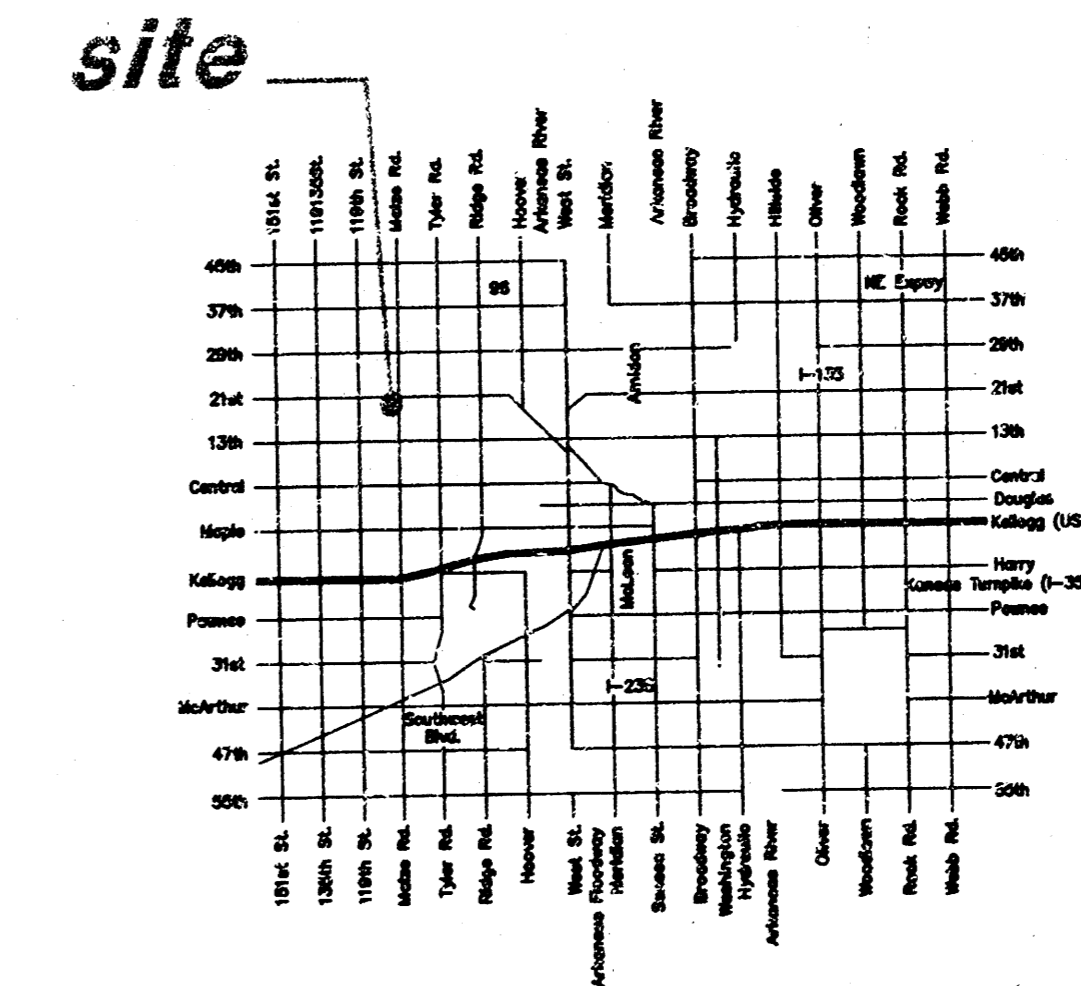 site
151st St.
119135St.
119th St.
Maize Rd.
Tyler Rd.
Ridge Rd.
Hoover
Arkansas River
West St.
Meridian
Arkansas River
Broadway
Hydraulic
Hillside
Oliver
Woodlawn
Rock Rd.
Webb Rd.
45th
45th
96
NE Expwy
37th
37th
29th
29th
Amidon
I-135
21st
21st
13th
13th
Central
Central
Douglas
Maple
Kellogg (US
Kellogg
McLean
Harry
Kansas Turnpike (I-35
Pawnee
Pawnee
31st
31st
I-235
McArthur
McArthur
Southwest
Blvd.
47th
47th
55th
55th
151st St.
135th St.
119th St.
Maize Rd.
Tyler Rd.
Ridge Rd.
Hoover
West St.
Arkansas Floodway
Meridian
Seneca St.
Broadway
Washington
Hydraulic
Arkansas River
Oliver
Woodlawn
Rock Rd.
Webb Rd.